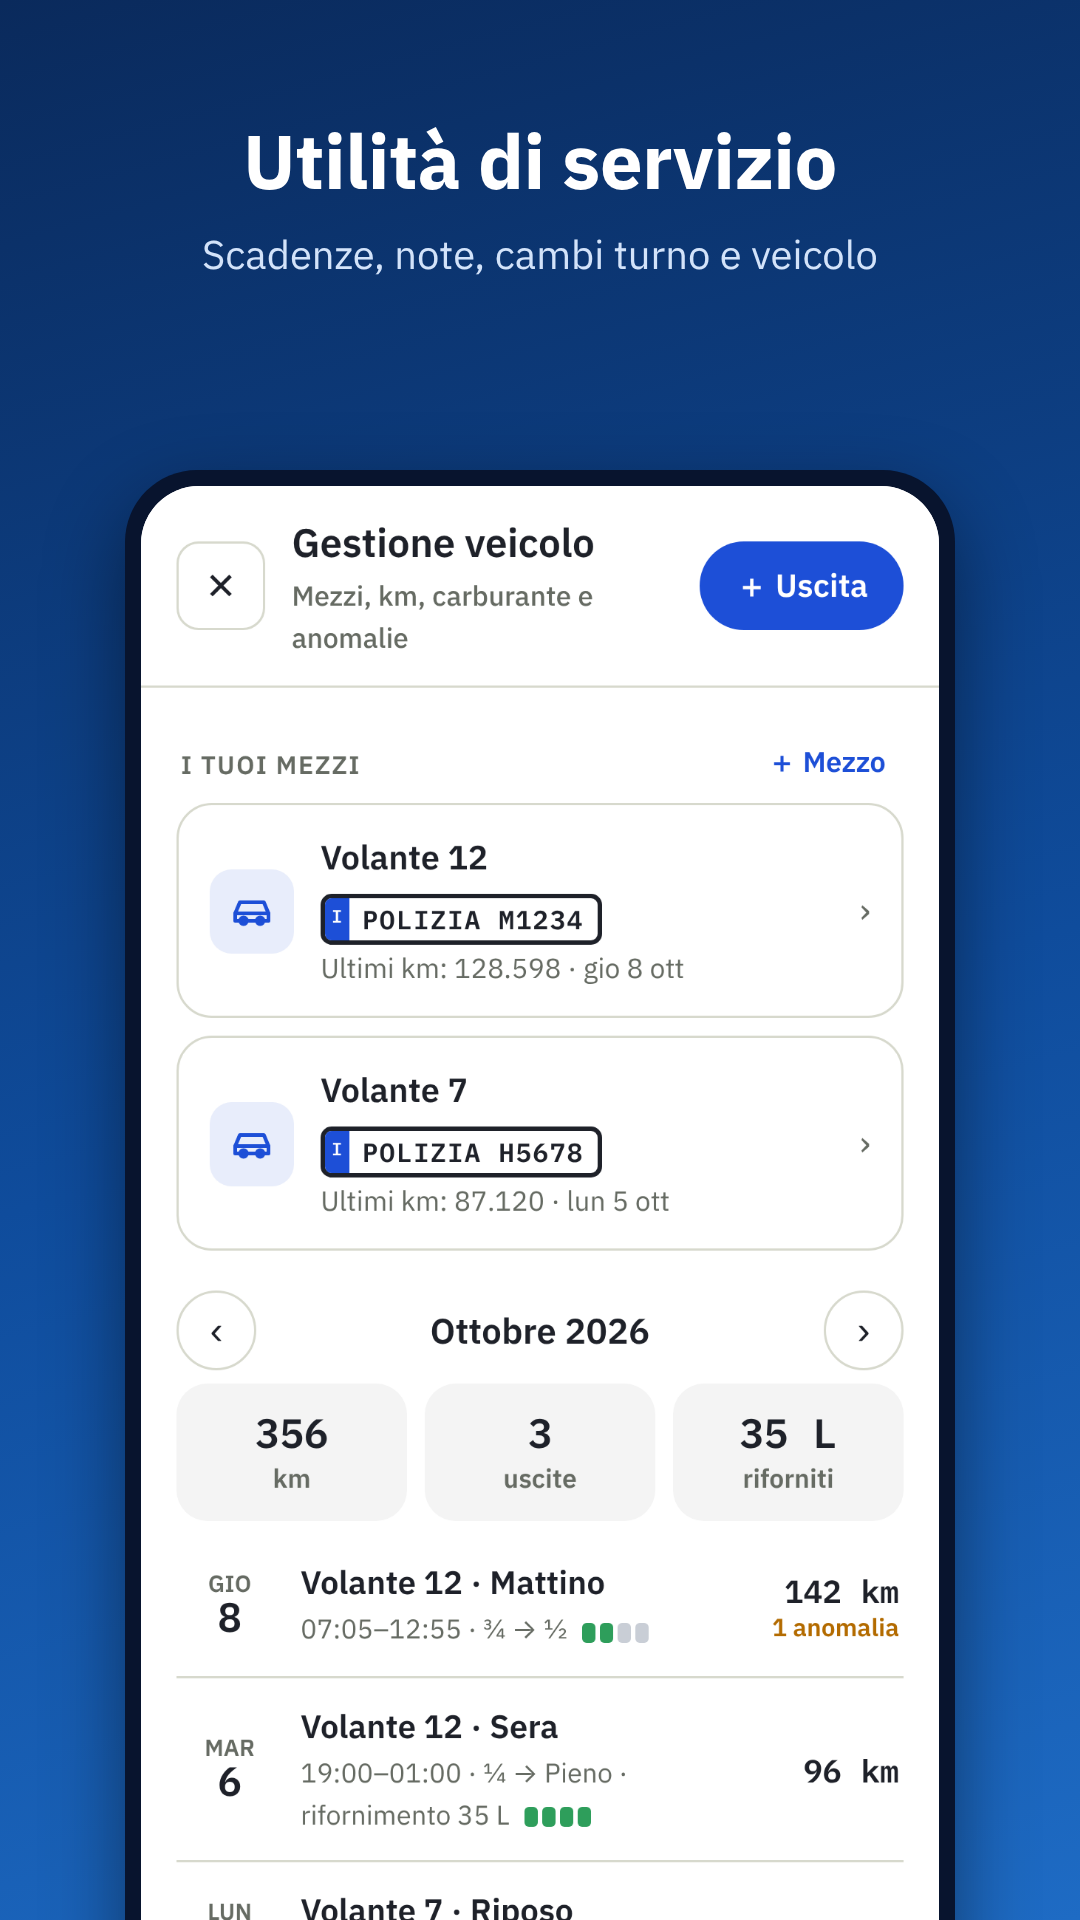 Utilità di servizio
Scadenze, note, cambi turno e veicolo
✕
Gestione veicolo
Mezzi, km, carburante e
anomalie
+ Uscita
I TUOI MEZZI
+ Mezzo
Volante 12
I POLIZIA M1234
Ultimi km: 128.598 · gio 8 ott
›
Volante 7
I POLIZIA H5678
Ultimi km: 87.120 · lun 5 ott
›
‹ Ottobre 2026 ›
356
km
3
uscite
35 L
riforniti
GIO
8
Volante 12 · Mattino
07:05–12:55 · ¾ → ½
142 km
1 anomalia
MAR
6
Volante 12 · Sera
19:00–01:00 · ¼ → Pieno ·
rifornimento 35 L
96 km
LUN
Volante 7 · Riposo